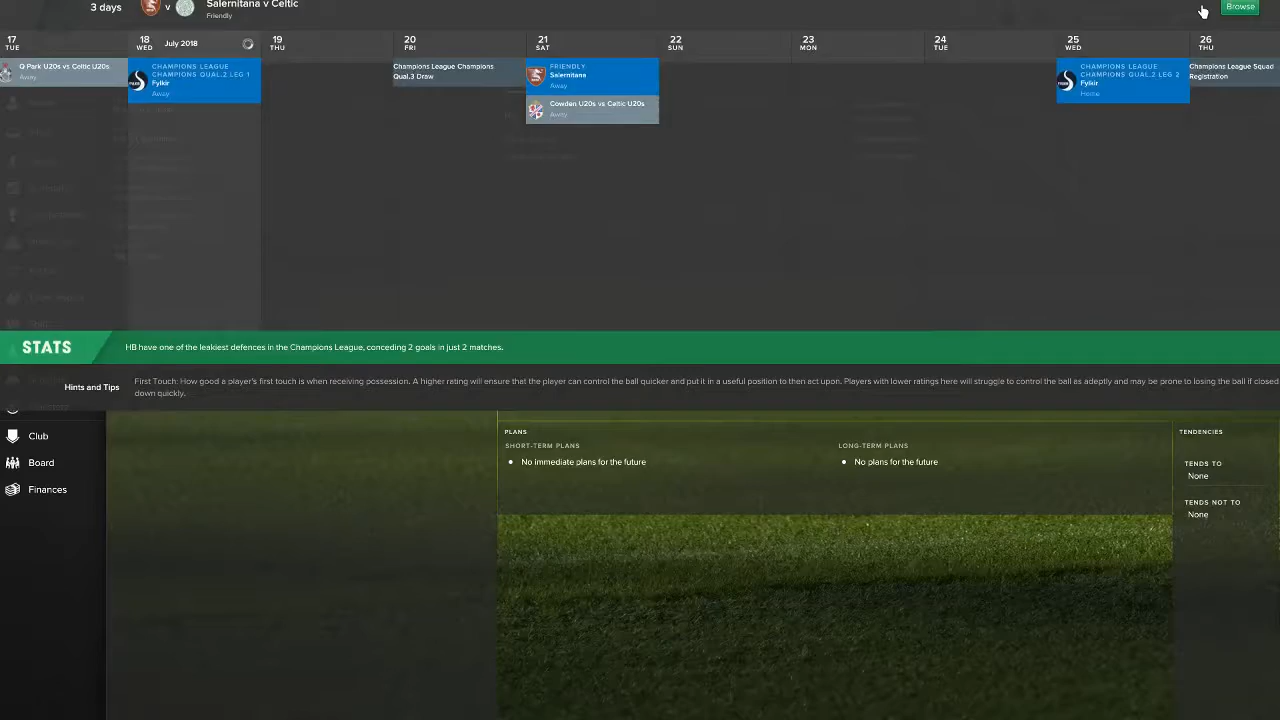 3 days
Salernitana v Celtic
Friendly
Browse
17
TUE
18
WED
July 2018
19
THU
20
FRI
21
SAT
22
SUN
23
MON
24
TUE
25
WED
26
THU
Q Park U20s vs Celtic U20s
Away
CHAMPIONS LEAGUE
CHAMPIONS QUAL.2 LEG 1
Fylkir
Away
Champions League Champions
Qual.3 Draw
FRIENDLY
Salernitana
Away
Cowden U20s vs Celtic U20s
Away
CHAMPIONS LEAGUE
CHAMPIONS QUAL.2 LEG 2
Fylkir
Home
Champions League Squad
Registration
STATS
HB have one of the leakiest defences in the Champions League, conceding 2 goals in just 2 matches.
Hints and Tips
First Touch: How good a player's first touch is when receiving possession. A higher rating will ensure that the player can control the ball quicker and put it in a useful position to then act upon. Players with lower ratings here will struggle to control the ball as adeptly and may be prone to losing the ball if closed
down quickly.
Club
Board
Finances
PLANS
SHORT-TERM PLANS
No immediate plans for the future
LONG-TERM PLANS
No plans for the future
TENDENCIES
TENDS TO
None
TENDS NOT TO
None